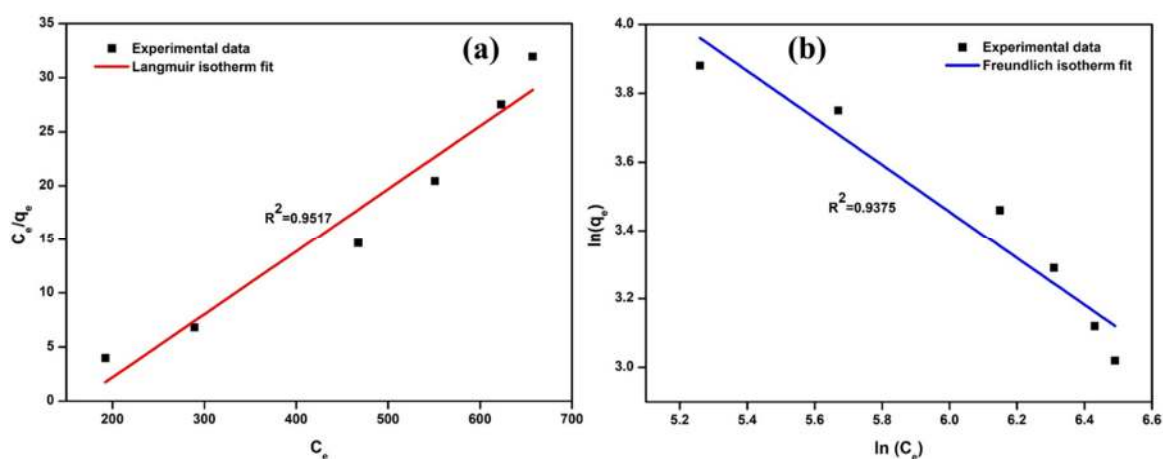 (a)
Experimental data
Langmuir isotherm fit
R²=0.9517
35
30
25
20
15
10
5
0
Cₑ/qₑ
200 300 400 500 600 700
Cₑ
(b)
Experimental data
Freundlich isotherm fit
R²=0.9375
4.0
3.8
3.6
3.4
3.2
3.0
ln(qₑ)
5.2 5.4 5.6 5.8 6.0 6.2 6.4 6.6
ln (Cₑ)